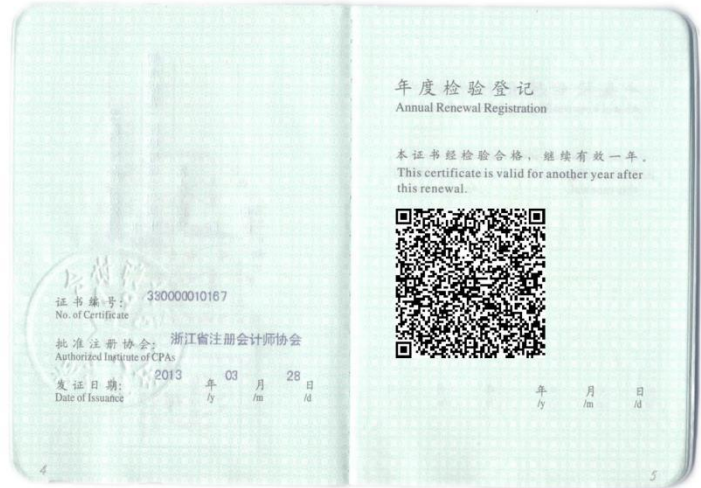 证书编号: 330000010167
No. of Certificate
批准注册协会: 浙江省注册会计师协会
Authorized Institute of CPAs
发证日期: 2013 年 03 月 28 日
Date of Issuance /y /m /d
4
年度检验登记
Annual Renewal Registration
本证书经检验合格，继续有效一年。
This certificate is valid for another year after
this renewal.
年 月 日
/y /m /d
5